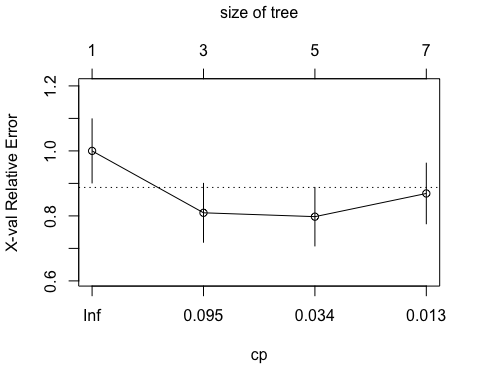 size of tree
1 3 5 7
X-val Relative Error
1.2
1.0
0.8
0.6
Inf 0.095 0.034 0.013
cp